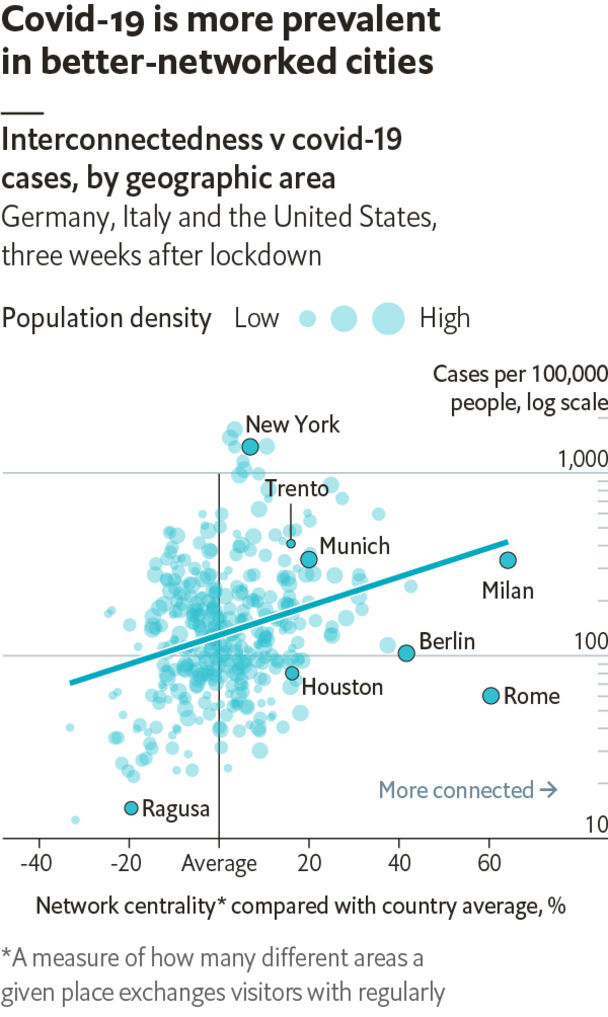 Covid-19 is more prevalent
in better-networked cities
Interconnectedness v covid-19
cases, by geographic area
Germany, Italy and the United States,
three weeks after lockdown
Population density Low High
Cases per 100,000
people, log scale
New York
1,000
Trento
Munich
Milan
100
Berlin
Houston
Rome
More connected →
Ragusa
10
-40 -20 Average 20 40 60
Network centrality* compared with country average, %
*A measure of how many different areas a
given place exchanges visitors with regularly